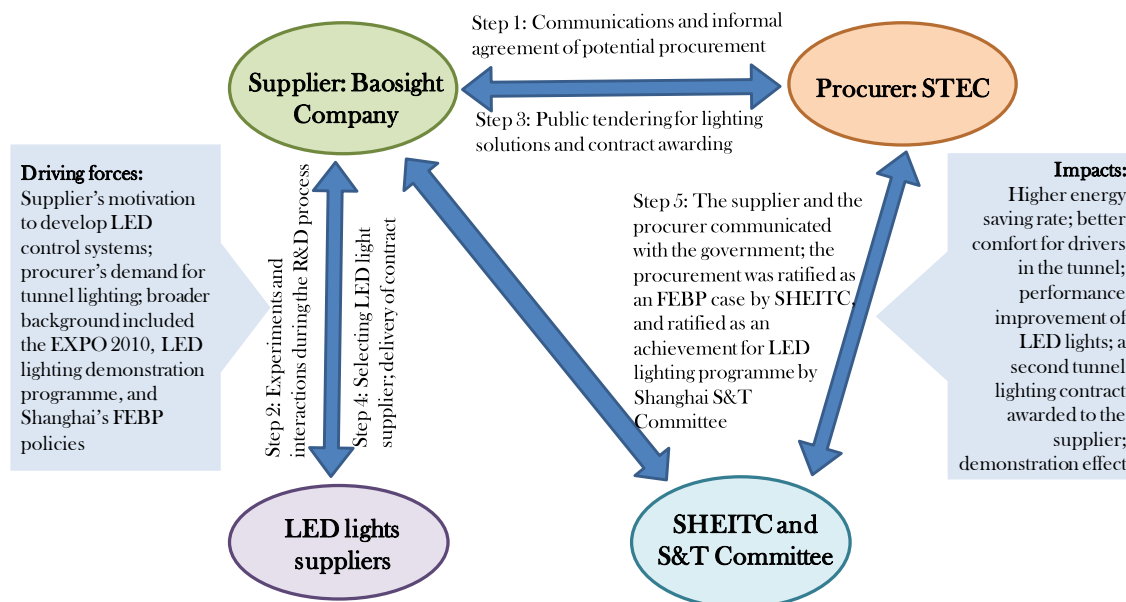 Step 1: Communications and informal
agreement of potential procurement
Supplier: Baosight
Company
Procurer: STEC
Step 3: Public tendering for lighting
solutions and contract awarding
Driving forces:
Supplier's motivation
to develop LED
control systems;
procurer's demand for
tunnel lighting; broader
background included
the EXPO 2010, LED
lighting demonstration
programme, and
Shanghai's FEBP
policies
Step 2: Experiments and
interactions during the R&D process
Step 4: Selecting LED light
supplier; delivery of contract
Step 5: The supplier and the
procurer communicated
with the government; the
procurement was ratified as
an FEBP case by SHEITC,
and ratified as an
achievement for LED
lighting programme by
Shanghai S&T
Committee
Impacts:
Higher energy
saving rate; better
comfort for drivers
in the tunnel;
performance
improvement of
LED lights; a
second tunnel
lighting contract
awarded to the
supplier;
demonstration effect
LED lights
suppliers
SHEITC and
S&T Committee